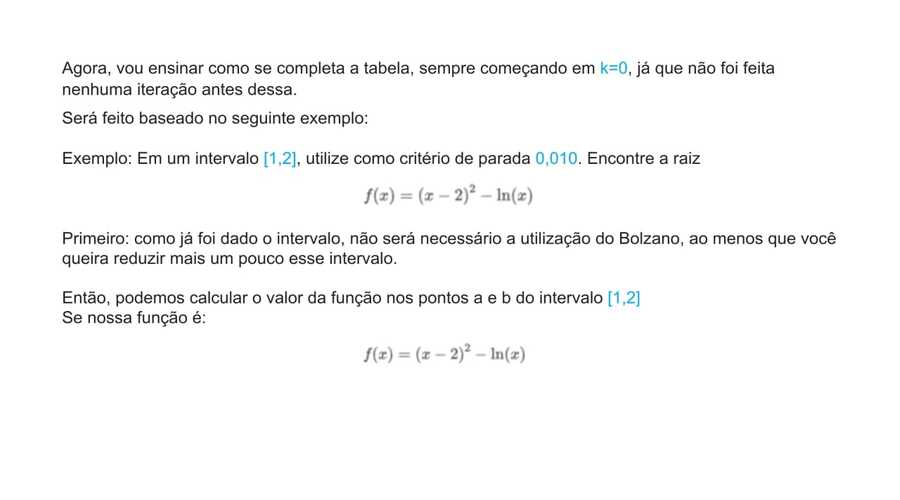 Agora, vou ensinar como se completa a tabela, sempre começando em k=0, já que não foi feita
nenhuma iteração antes dessa.
Será feito baseado no seguinte exemplo:
Exemplo: Em um intervalo [1,2], utilize como critério de parada 0,010. Encontre a raiz
f(x) = (x − 2)² − ln(x)
Primeiro: como já foi dado o intervalo, não será necessário a utilização do Bolzano, ao menos que você
queira reduzir mais um pouco esse intervalo.
Então, podemos calcular o valor da função nos pontos a e b do intervalo [1,2]
Se nossa função é:
f(x) = (x − 2)² − ln(x)